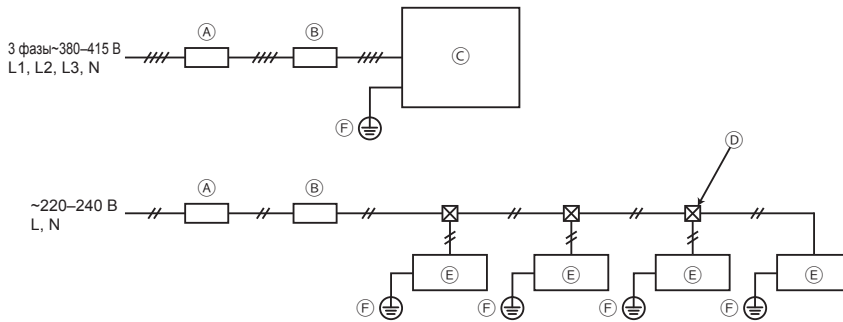 Ⓐ Ⓑ
3 фазы~380–415 В
L1, L2, L3, N
Ⓒ
Ⓕ
Ⓓ
Ⓐ Ⓑ
~220–240 В
L, N
Ⓔ Ⓔ Ⓔ Ⓔ
Ⓕ Ⓕ Ⓕ Ⓕ